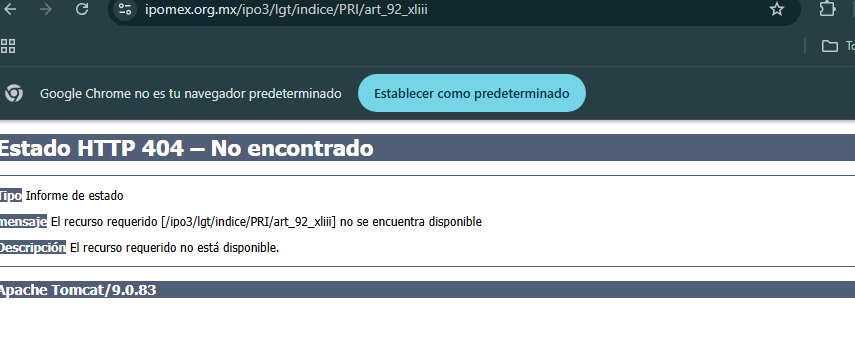 ipomex.org.mx/ipo3/lgt/indice/PRI/art_92_xliii
Google Chrome no es tu navegador predeterminado Establecer como predeterminado
Estado HTTP 404 – No encontrado
Tipo Informe de estado
mensaje El recurso requerido [/ipo3/lgt/indice/PRI/art_92_xliii] no se encuentra disponible
Descripción El recurso requerido no está disponible.
Apache Tomcat/9.0.83